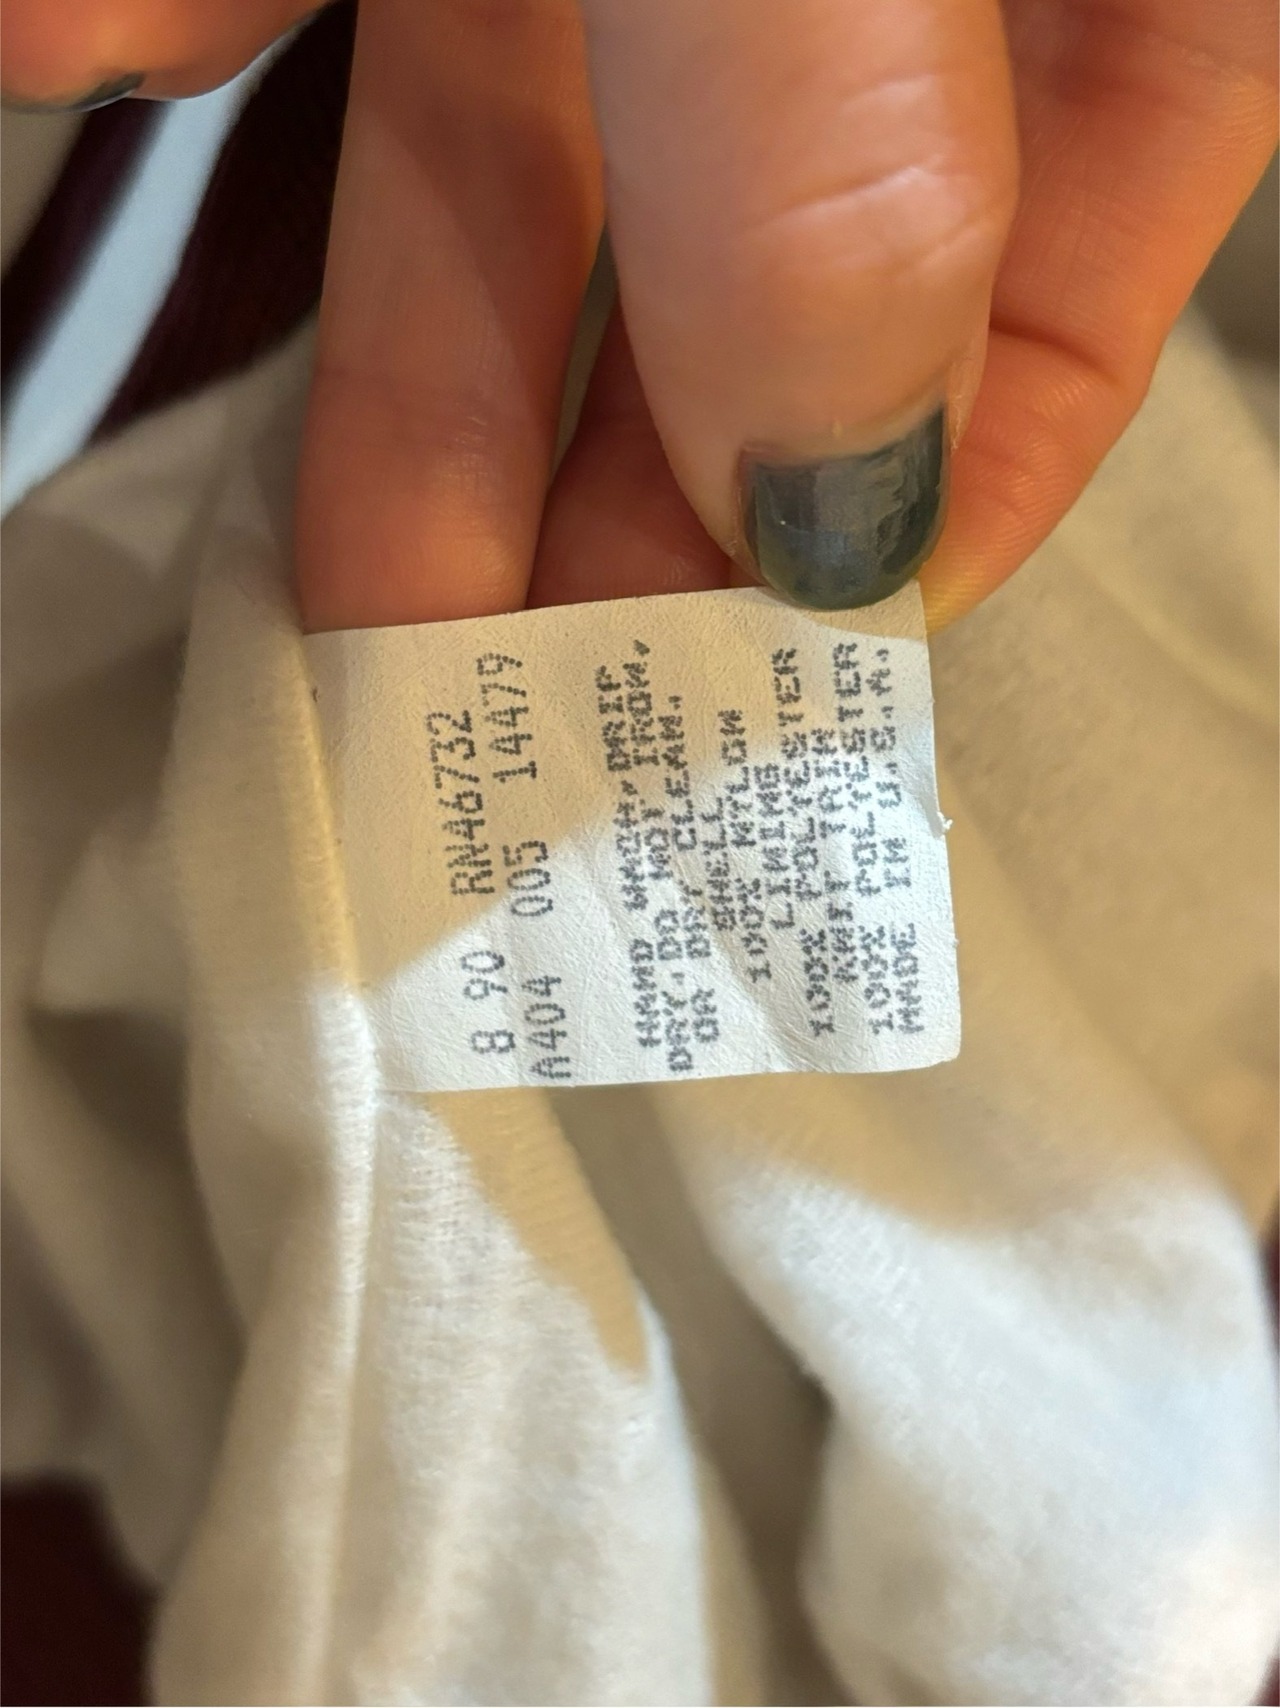 8 90 RN46732
A404 005 14479
HAND WASH, DRIP
DRY. DO NOT IRON,
OR DRY CLEAN.
SHELL
100% NYLON
LINING
100% POLYESTER
KNIT TRIM
100% POLYESTER
MADE IN U.S.A.